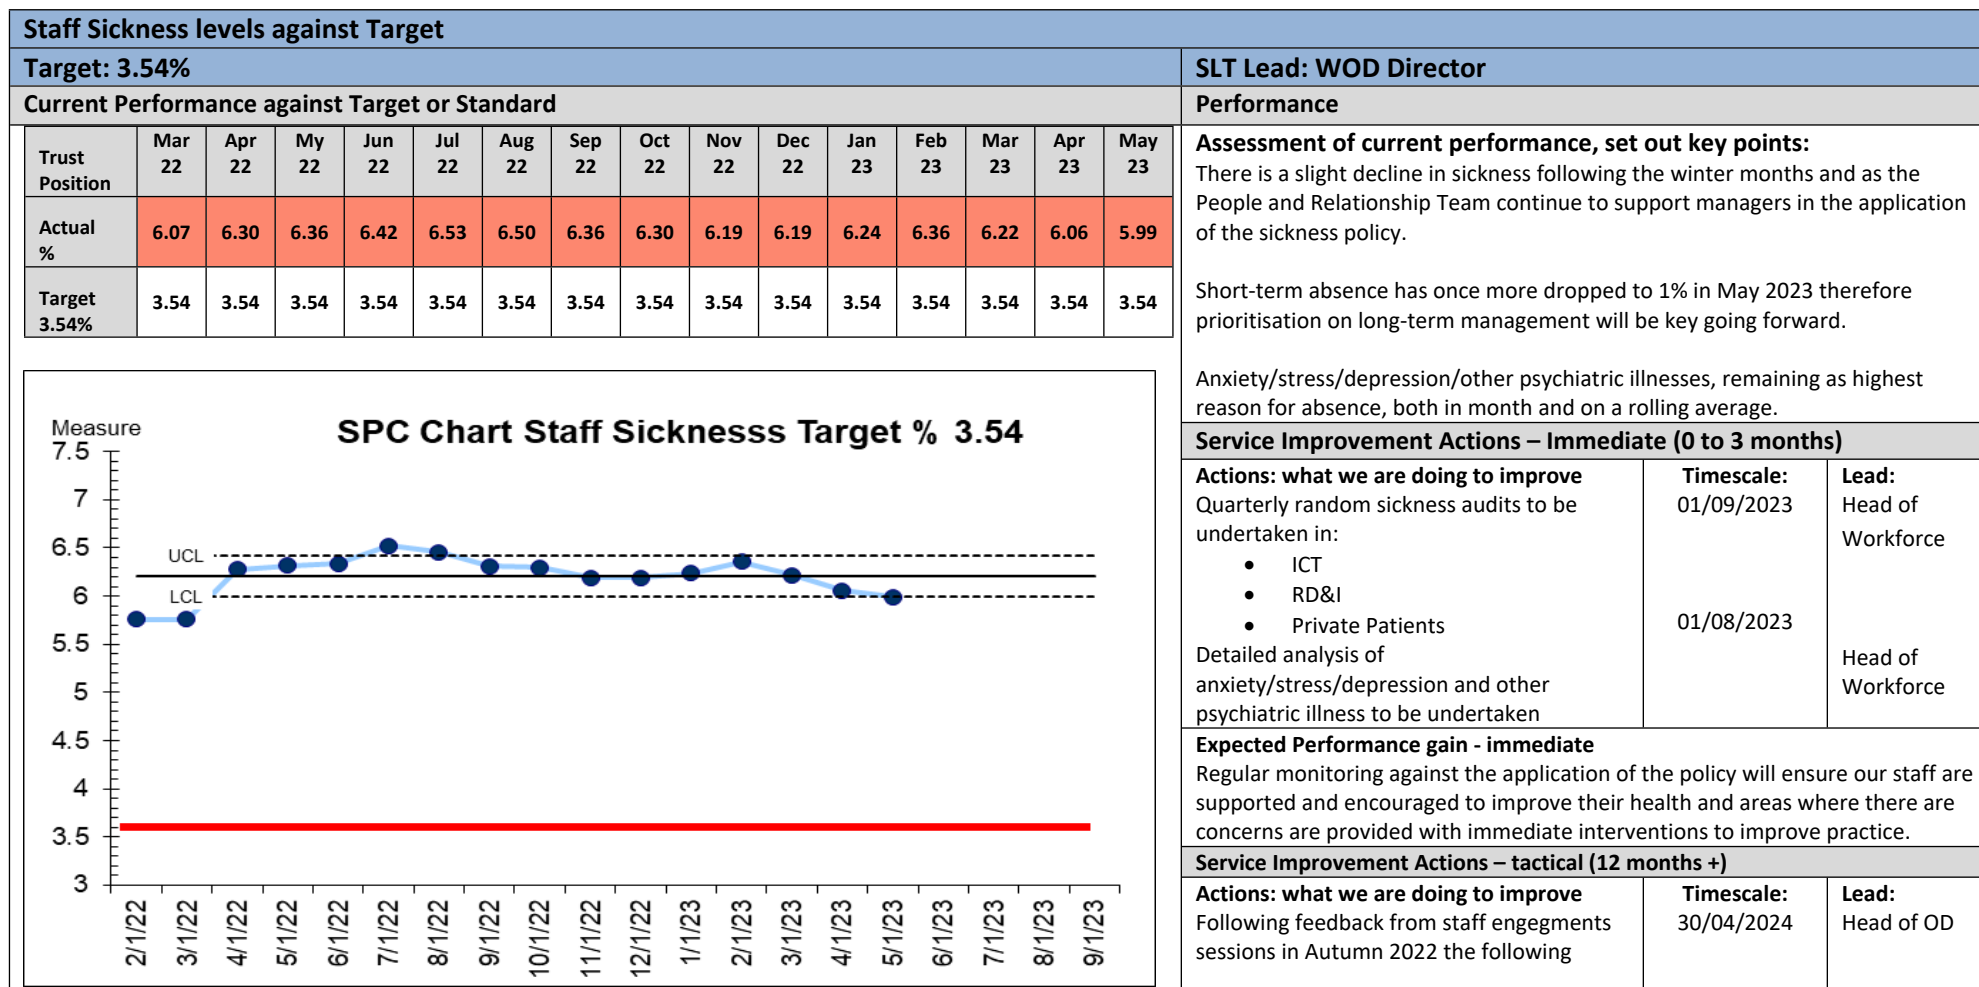 Staff Sickness levels against Target
Target: 3.54%
SLT Lead: WOD Director
Current Performance against Target or Standard
Performance
Trust Position Mar 22 Apr 22 My 22 Jun 22 Jul 22 Aug 22 Sep 22 Oct 22 Nov 22 Dec 22 Jan 23 Feb 23 Mar 23 Apr 23 May 23
Actual % 6.07 6.30 6.36 6.42 6.53 6.50 6.36 6.30 6.19 6.19 6.24 6.36 6.22 6.06 5.99
Target 3.54% 3.54 3.54 3.54 3.54 3.54 3.54 3.54 3.54 3.54 3.54 3.54 3.54 3.54 3.54 3.54
Measure
SPC Chart Staff Sicknesss Target % 3.54
7.5
7
6.5
6
5.5
5
4.5
4
3.5
3
UCL
LCL
2/1/22 3/1/22 4/1/22 5/1/22 6/1/22 7/1/22 8/1/22 9/1/22 10/1/22 11/1/22 12/1/22 1/1/23 2/1/23 3/1/23 4/1/23 5/1/23 6/1/23 7/1/23 8/1/23 9/1/23
Assessment of current performance, set out key points:
There is a slight decline in sickness following the winter months and as the
People and Relationship Team continue to support managers in the application
of the sickness policy.
Short-term absence has once more dropped to 1% in May 2023 therefore
prioritisation on long-term management will be key going forward.
Anxiety/stress/depression/other psychiatric illnesses, remaining as highest
reason for absence, both in month and on a rolling average.
Service Improvement Actions – Immediate (0 to 3 months)
Actions: what we are doing to improve
Quarterly random sickness audits to be
undertaken in:
• ICT
• RD&I
• Private Patients
Detailed analysis of
anxiety/stress/depression and other
psychiatric illness to be undertaken
Timescale:
01/09/2023
01/08/2023
Lead:
Head of
Workforce
Head of
Workforce
Expected Performance gain - immediate
Regular monitoring against the application of the policy will ensure our staff are
supported and encouraged to improve their health and areas where there are
concerns are provided with immediate interventions to improve practice.
Service Improvement Actions – tactical (12 months +)
Actions: what we are doing to improve
Following feedback from staff engegments
sessions in Autumn 2022 the following
Timescale:
30/04/2024
Lead:
Head of OD